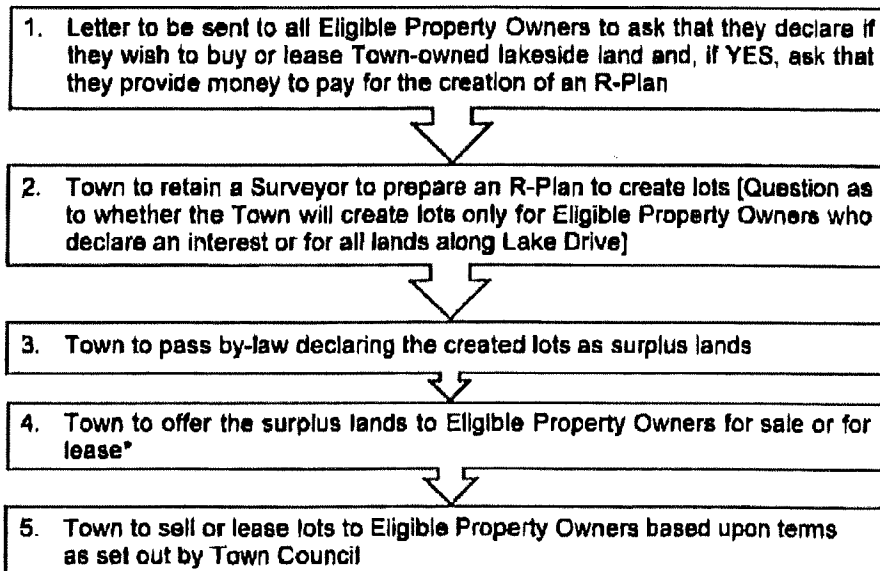 1. Letter to be sent to all Eligible Property Owners to ask that they declare if
they wish to buy or lease Town-owned lakeside land and, if YES, ask that
they provide money to pay for the creation of an R-Plan
2. Town to retain a Surveyor to prepare an R-Plan to create lots [Question as
to whether the Town will create lots only for Eligible Property Owners who
declare an interest or for all lands along Lake Drive]
3. Town to pass by-law declaring the created lots as surplus lands
4. Town to offer the surplus lands to Eligible Property Owners for sale or for
lease*
5. Town to sell or lease lots to Eligible Property Owners based upon terms
as set out by Town Council